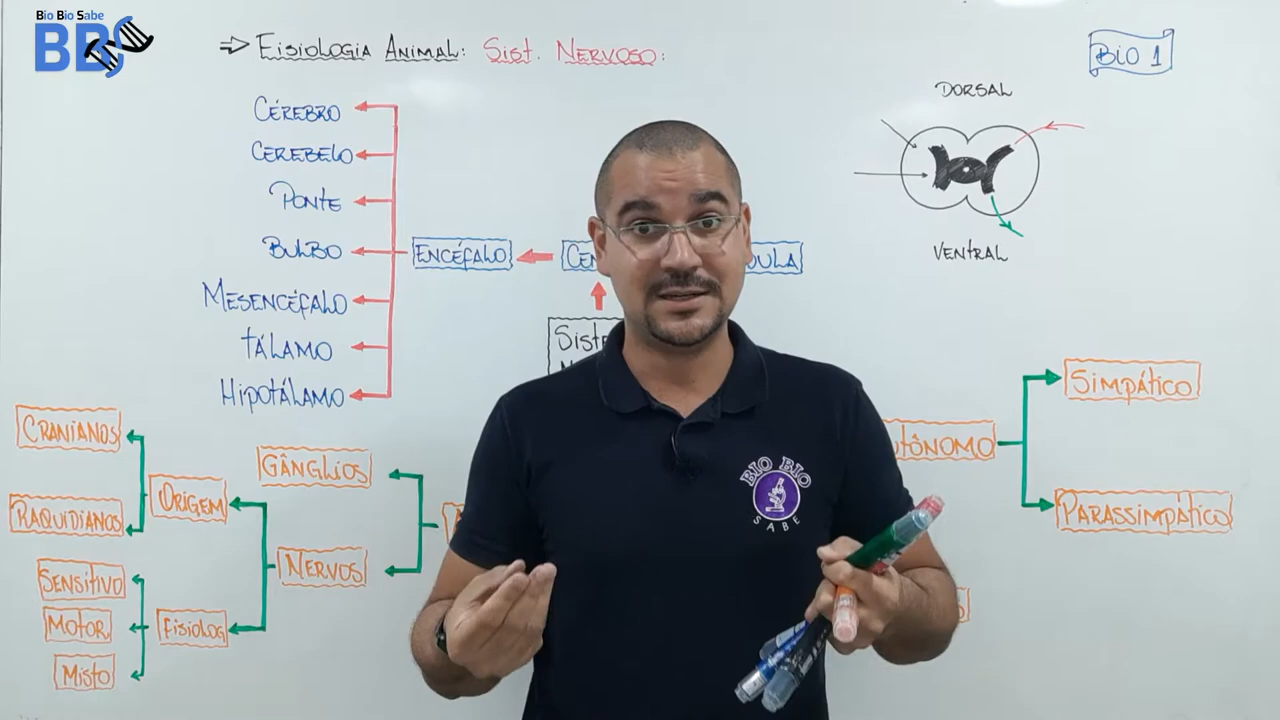 Bio Bio Sabe
BBS
⇒ Fisiologia Animal: Sist. Nervoso:
BIO 1
DORSAL
VENTRAL
CÉREBRO
CEREBELO
PONTE
BULBO
MESENCÉFALO
TÁLAMO
HIPOTÁLAMO
ENCÉFALO
SIMPÁTICO
PARASSIMPÁTICO
CRANIANOS
RAQUIDIANOS
ORIGEM
GÂNGLIOS
NERVOS
SENSITIVO
MOTOR
MISTO
FISIOLOG
BIO BIO
SABE